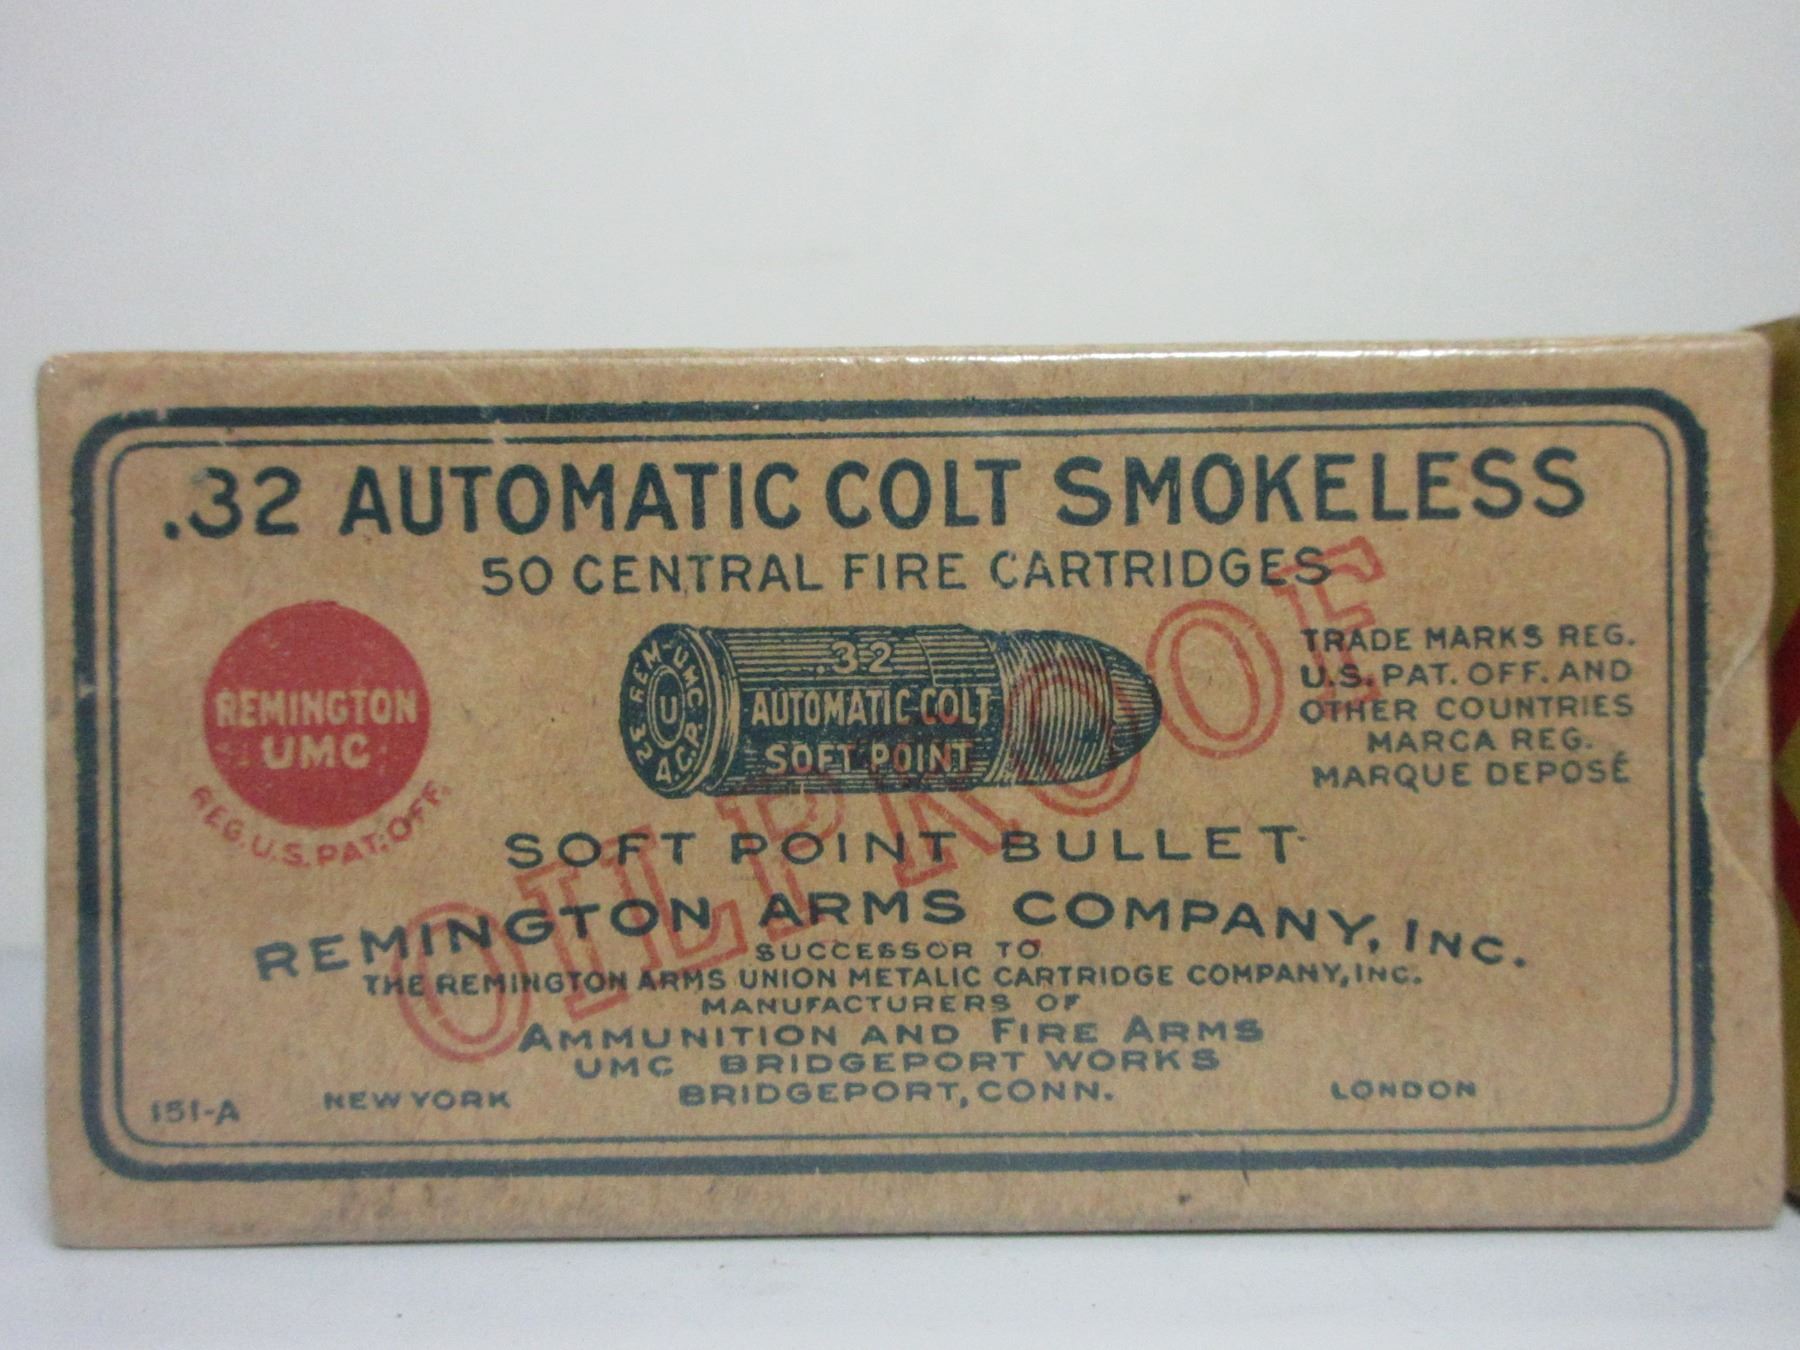 .32 AUTOMATIC COLT SMOKELESS
50 CENTRAL FIRE CARTRIDGES
REMINGTON
UMC
REG. U.S. PAT. OFF.
REM-UMC
32 A.C.P.
U
.32
AUTOMATIC COLT
SOFT POINT
TRADE MARKS REG.
U.S. PAT. OFF. AND
OTHER COUNTRIES
MARCA REG.
MARQUE DEPOSÉ
OILPROOF
SOFT POINT BULLET
REMINGTON ARMS COMPANY, INC.
SUCCESSOR TO
THE REMINGTON ARMS UNION METALIC CARTRIDGE COMPANY, INC.
MANUFACTURERS OF
AMMUNITION AND FIRE ARMS
UMC BRIDGEPORT WORKS
BRIDGEPORT, CONN.
151-A
NEW YORK
LONDON